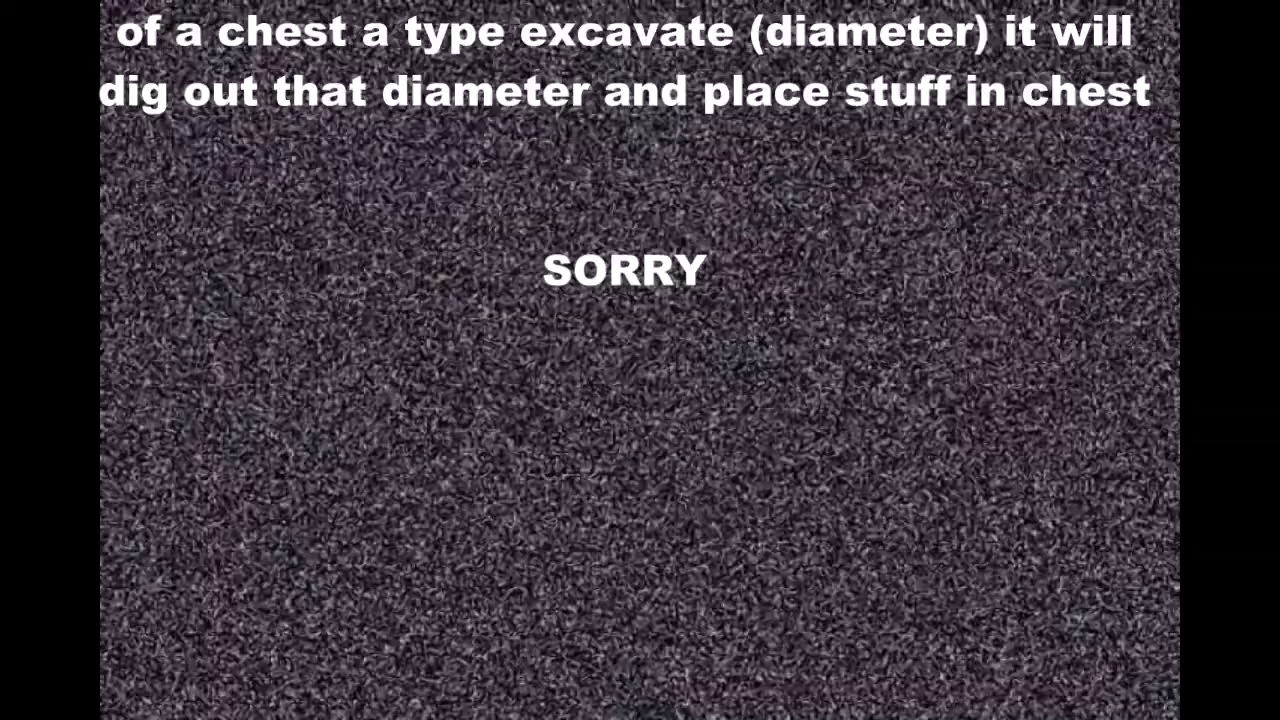 of a chest a type excavate (diameter) it will
dig out that diameter and place stuff in chest
SORRY